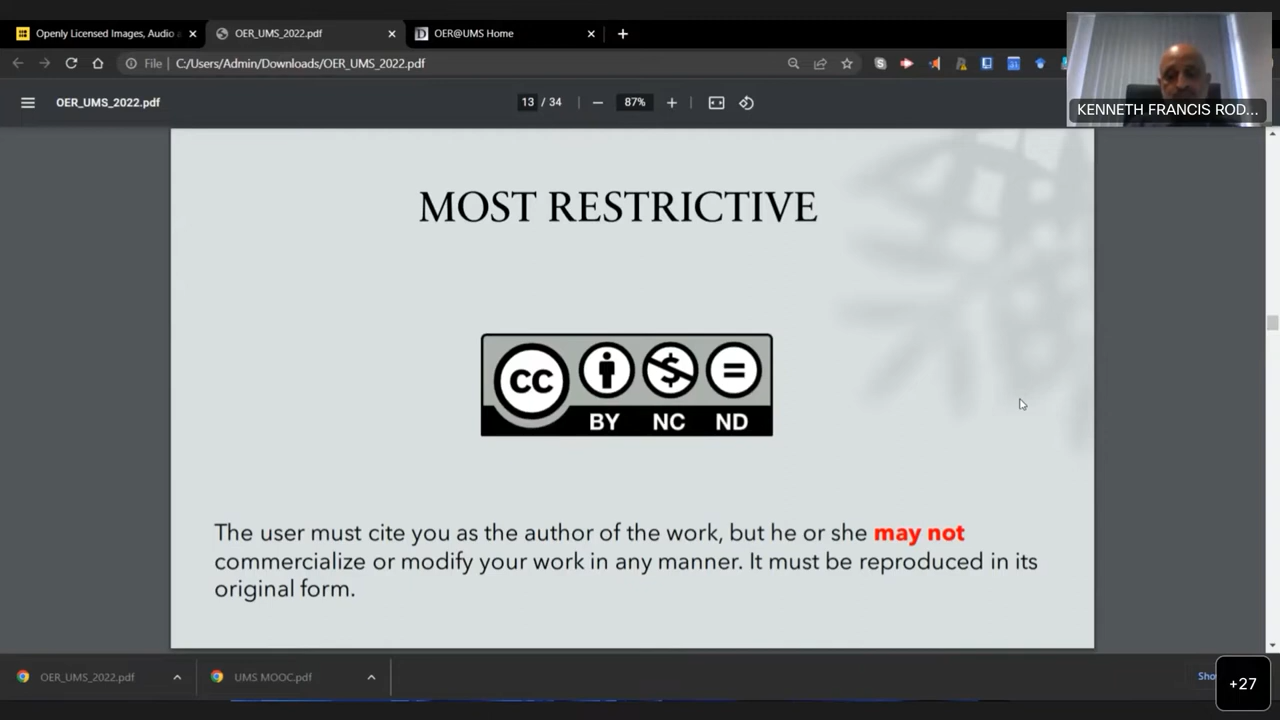 Openly Licensed Images, Audio a
OER_UMS_2022.pdf
OER@UMS Home
File
C:/Users/Admin/Downloads/OER_UMS_2022.pdf
KENNETH FRANCIS ROD...
OER_UMS_2022.pdf
13 / 34
87%
MOST RESTRICTIVE
CC
BY NC ND
The user must cite you as the author of the work, but he or she may not
commercialize or modify your work in any manner. It must be reproduced in its
original form.
OER_UMS_2022.pdf
UMS MOOC.pdf
Sho
+27